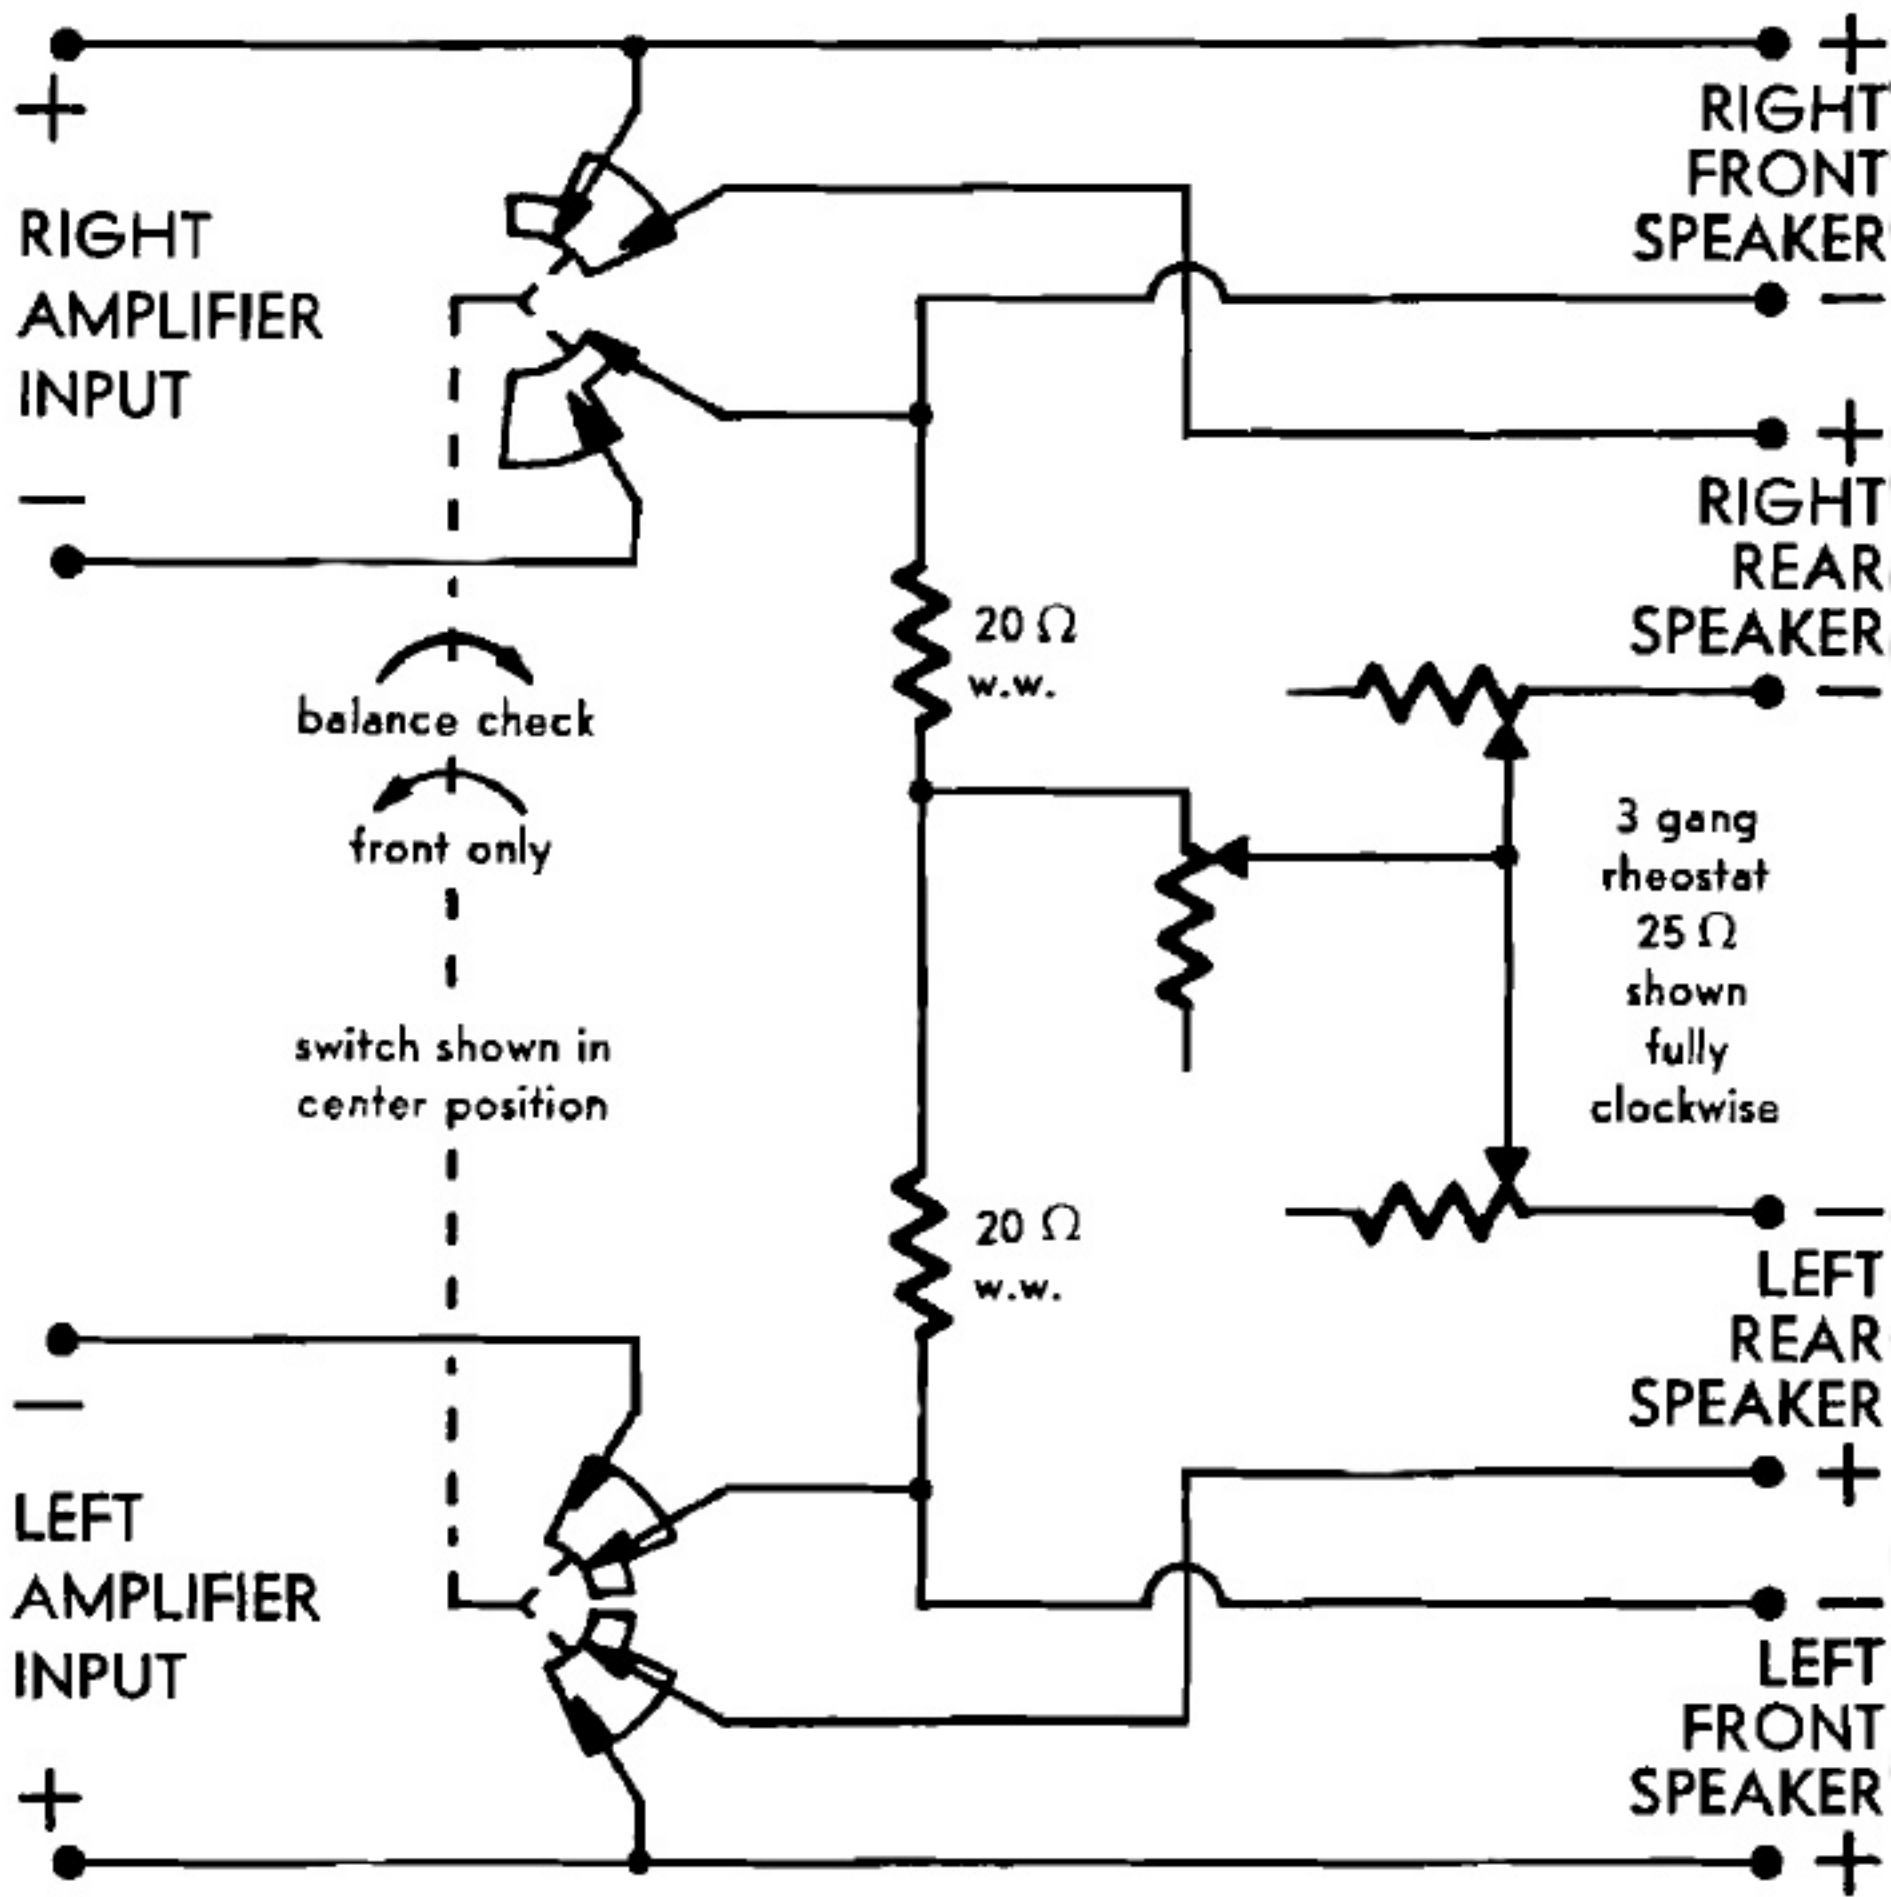 +
+
RIGHT
FRONT
SPEAKER
−
RIGHT
AMPLIFIER
INPUT
−
+
RIGHT
REAR
SPEAKER
−
20 Ω
w.w.
balance check
front only
3 gang
rheostat
25 Ω
shown
fully
clockwise
switch shown in
center position
20 Ω
w.w.
−
LEFT
REAR
SPEAKER
+
−
LEFT
AMPLIFIER
INPUT
+
−
LEFT
FRONT
SPEAKER
+